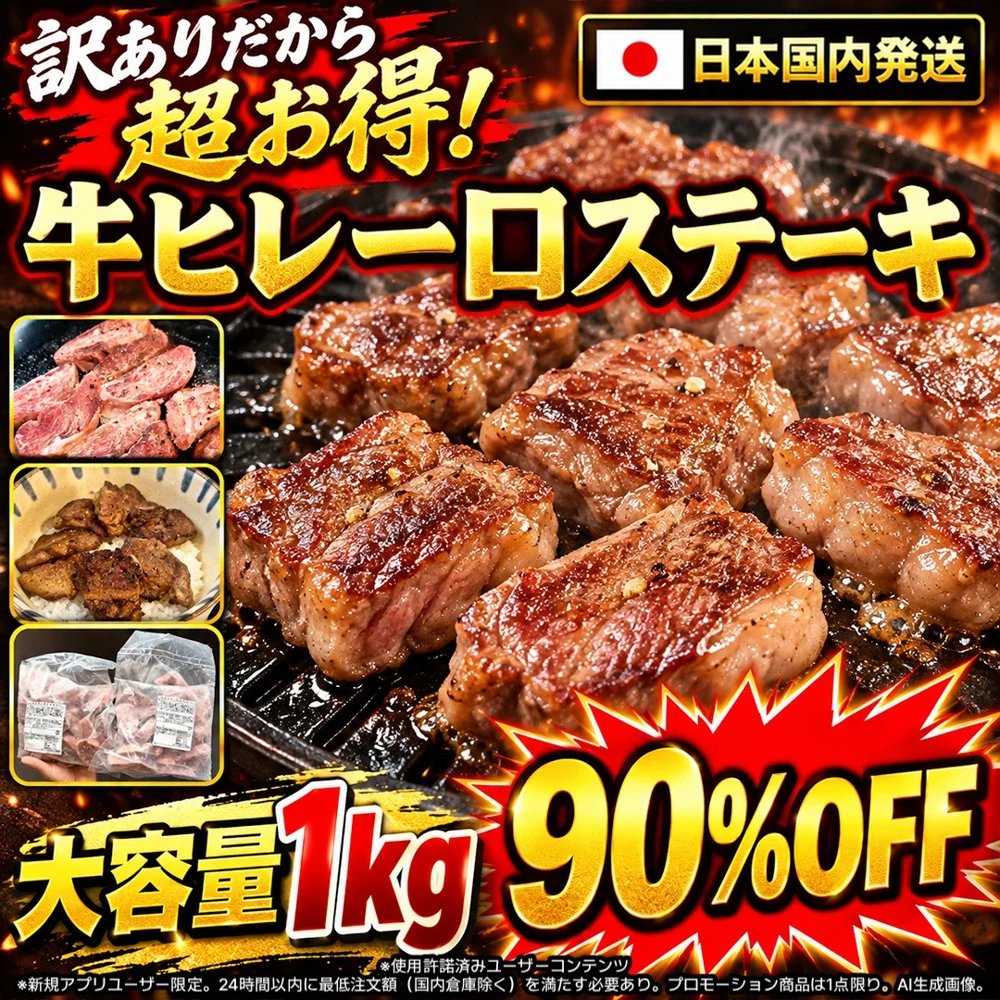 訳ありだから
超お得!
日本国内発送
牛ヒレ一口ステーキ
大容量1kg
90%OFF
※使用許諾済みユーザーコンテンツ
※新規アプリユーザー限定。24時間以内に最低注文額（国内倉庫除く）を満たす必要あり。プロモーション商品は1点限り。AI生成画像。